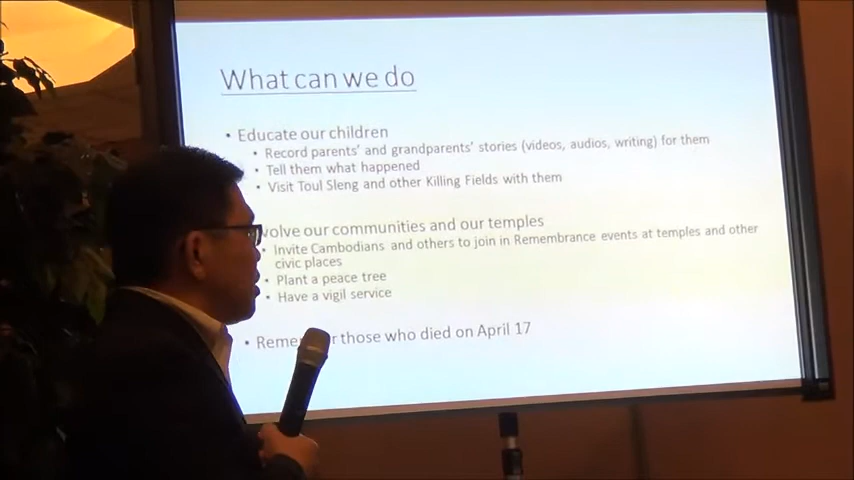 What can we do
• Educate our children
• Record parents' and grandparents' stories (videos, audios, writing) for them
• Tell them what happened
• Visit Toul Sleng and other Killing Fields with them
our communities and our temples
• Invite Cambodians and others to join in Remembrance events at temples and other
civic places
• Plant a peace tree
• Have a vigil service
• those who died on April 17